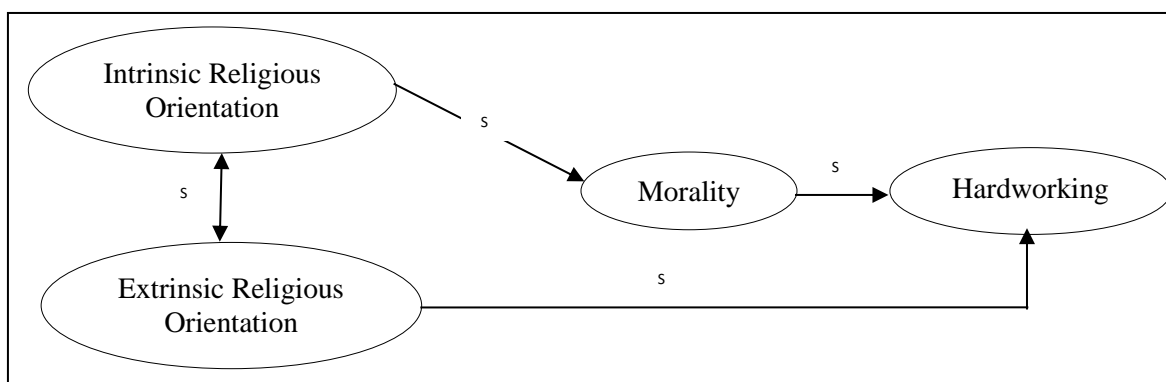 Intrinsic Religious
Orientation
S
S
Morality
S
Hardworking
Extrinsic Religious
Orientation
S